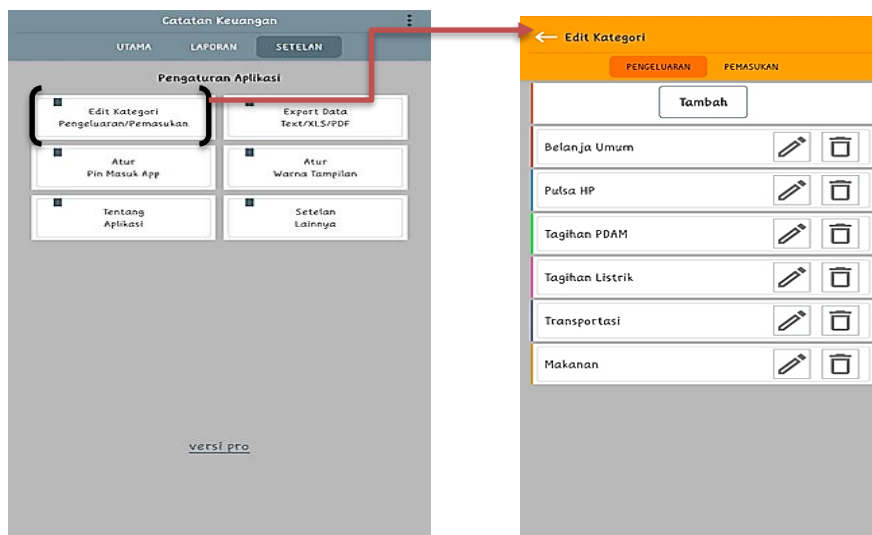 Catatan Keuangan
UTAMA LAPORAN SETELAN
Pengaturan Aplikasi
Edit Kategori
Pengeluaran/Pemasukan
Export Data
Text/XLS/PDF
Atur
Pin Masuk App
Atur
Warna Tampilan
Tentang
Aplikasi
Setelan
Lainnya
versi pro
Edit Kategori
PENGELUARAN PEMASUKAN
Tambah
Belanja Umum
Pulsa HP
Tagihan PDAM
Tagihan Listrik
Transportasi
Makanan